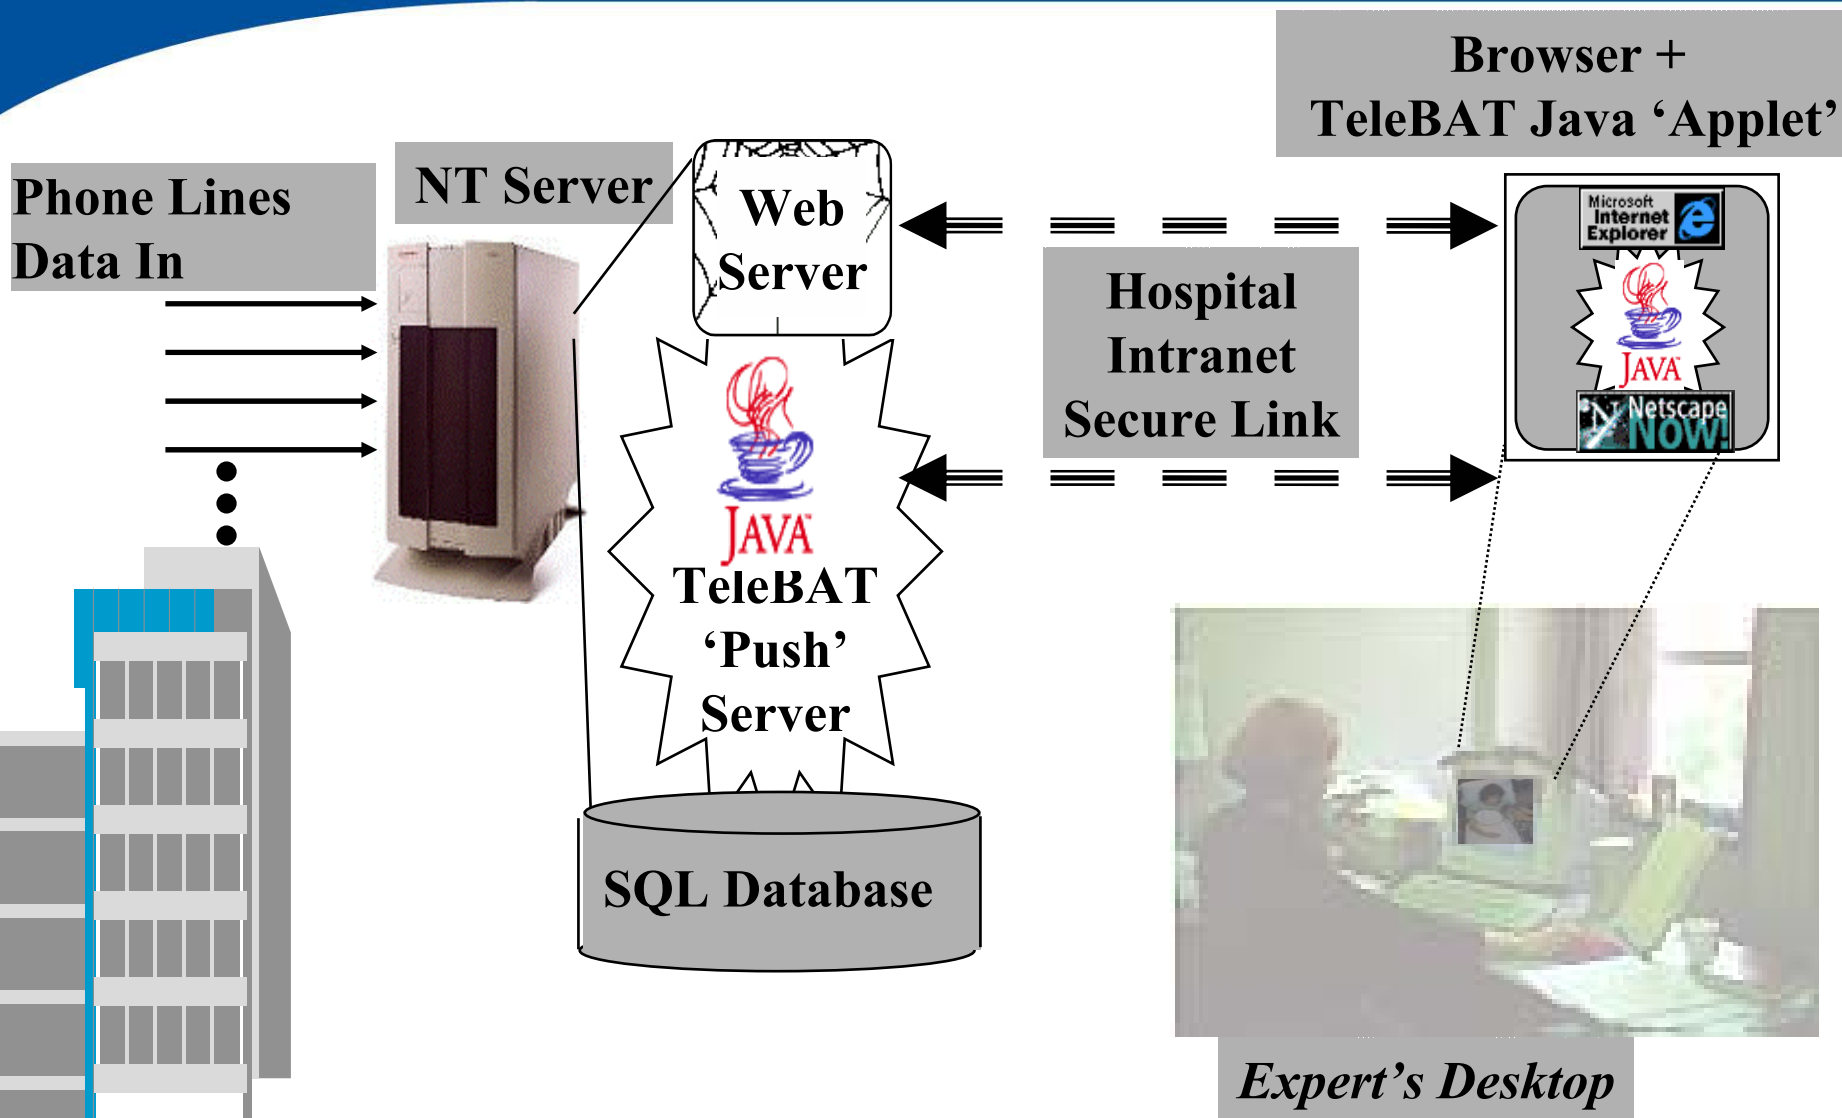 Browser +
TeleBAT Java ‘Applet’
Phone Lines
Data In
NT Server
Web
Server
Hospital
Intranet
Secure Link
Microsoft
Internet
Explorer
JAVA
Netscape
NOW!
JAVA
TeleBAT
‘Push’
Server
SQL Database
Expert’s Desktop